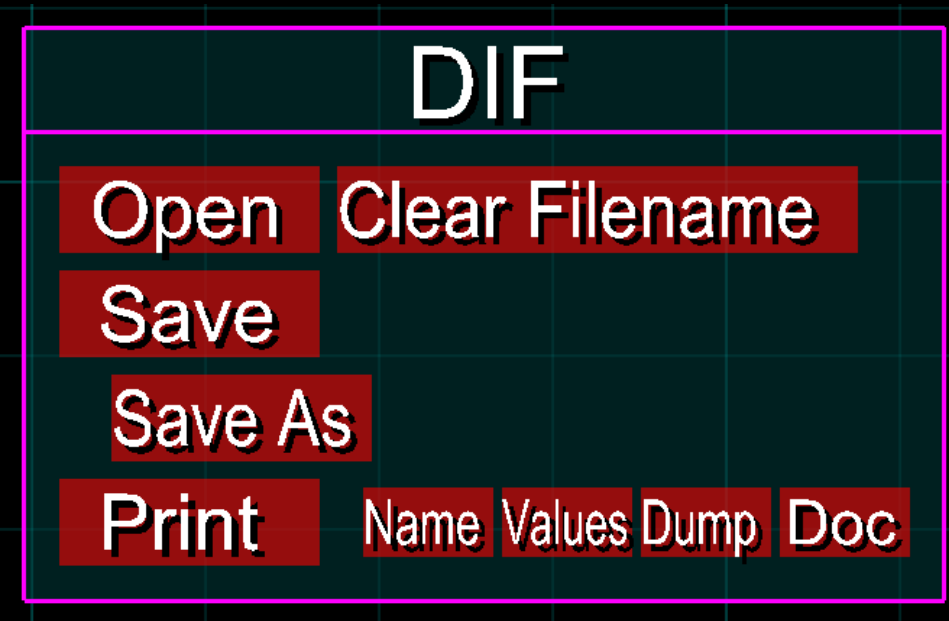 DIF
Open Clear Filename
Save
Save As
Print Name Values Dump Doc